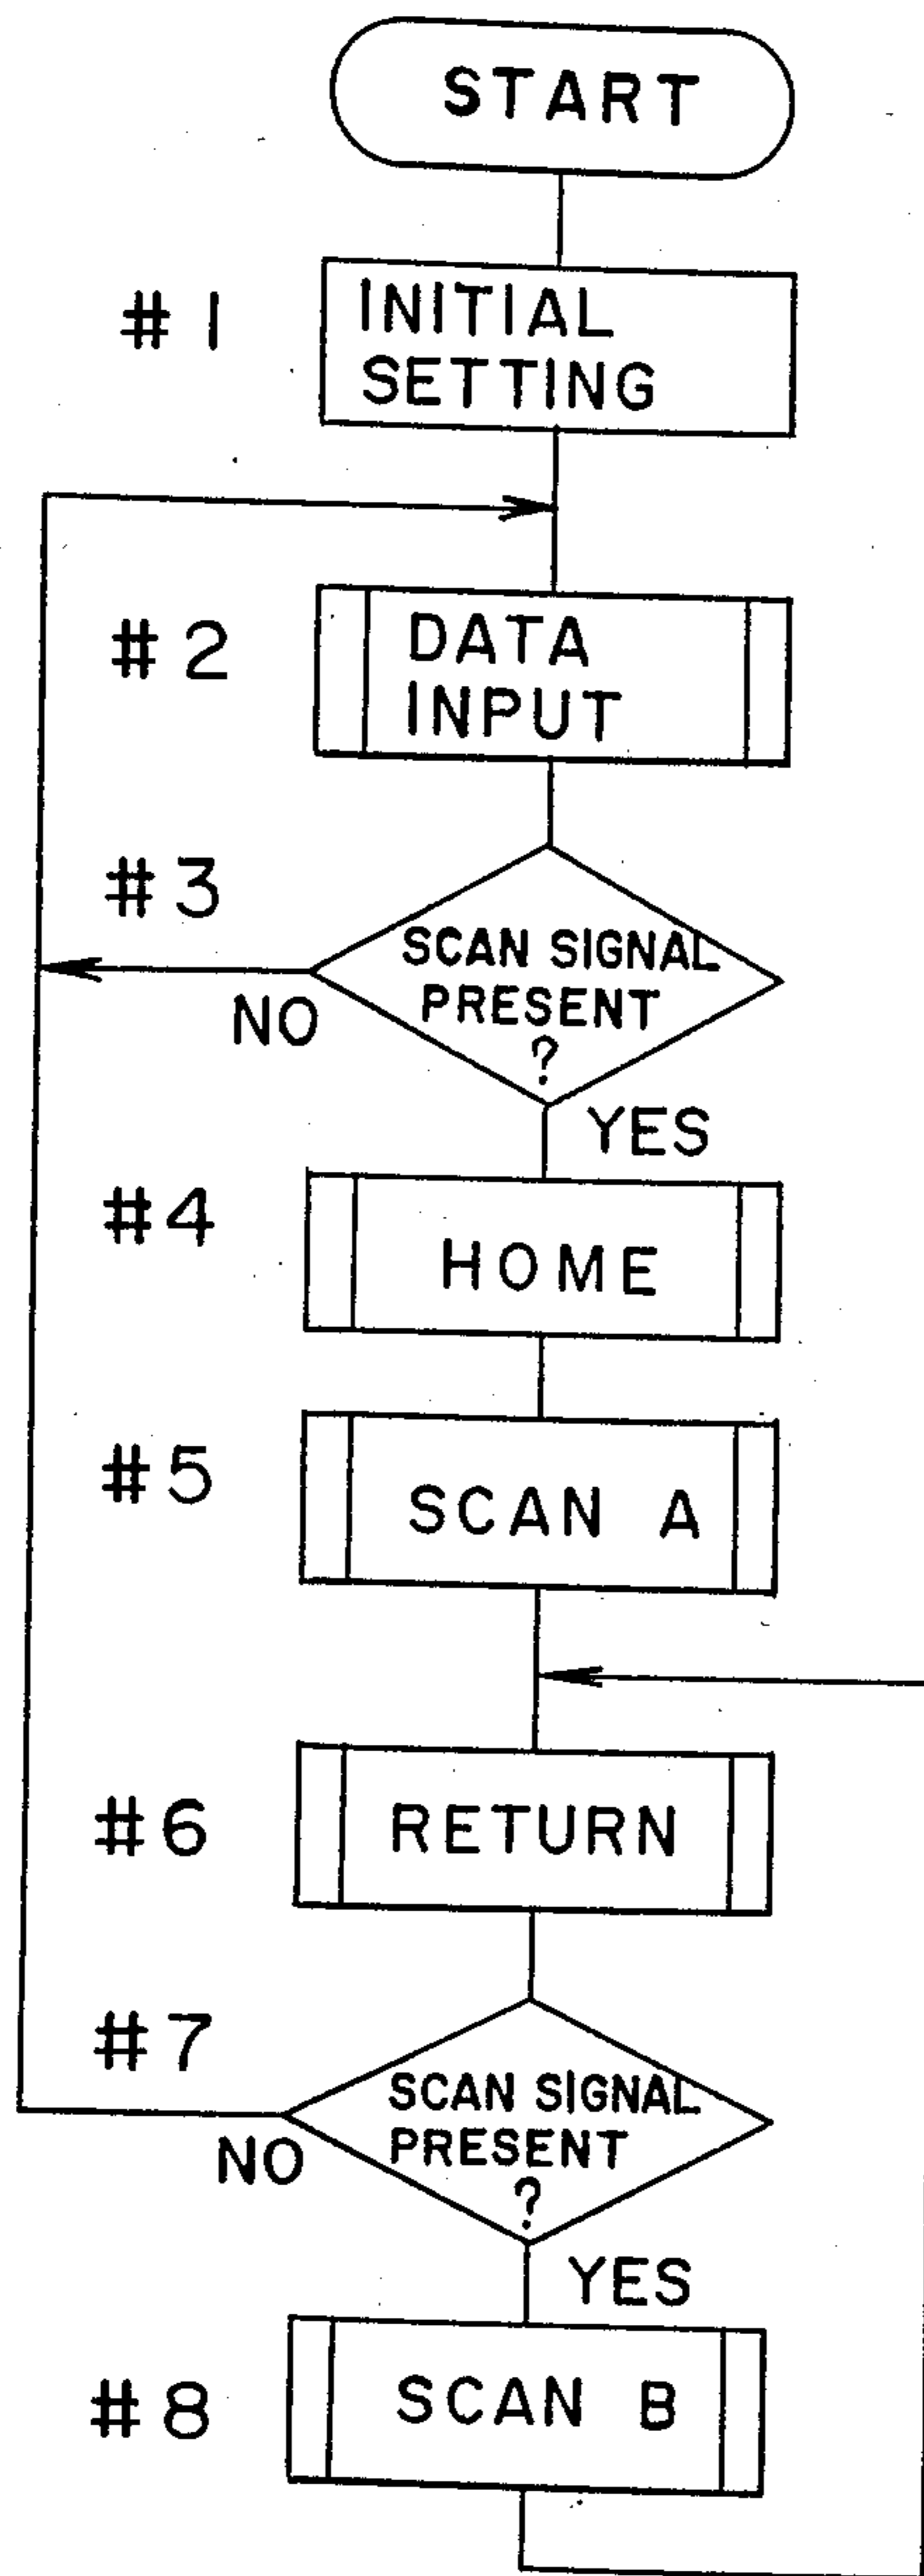 START
#1
INITIAL
SETTING
#2
DATA
INPUT
#3
SCAN SIGNAL
PRESENT
?
NO
YES
#4
HOME
#5
SCAN A
#6
RETURN
#7
SCAN SIGNAL
PRESENT
?
NO
YES
#8
SCAN B